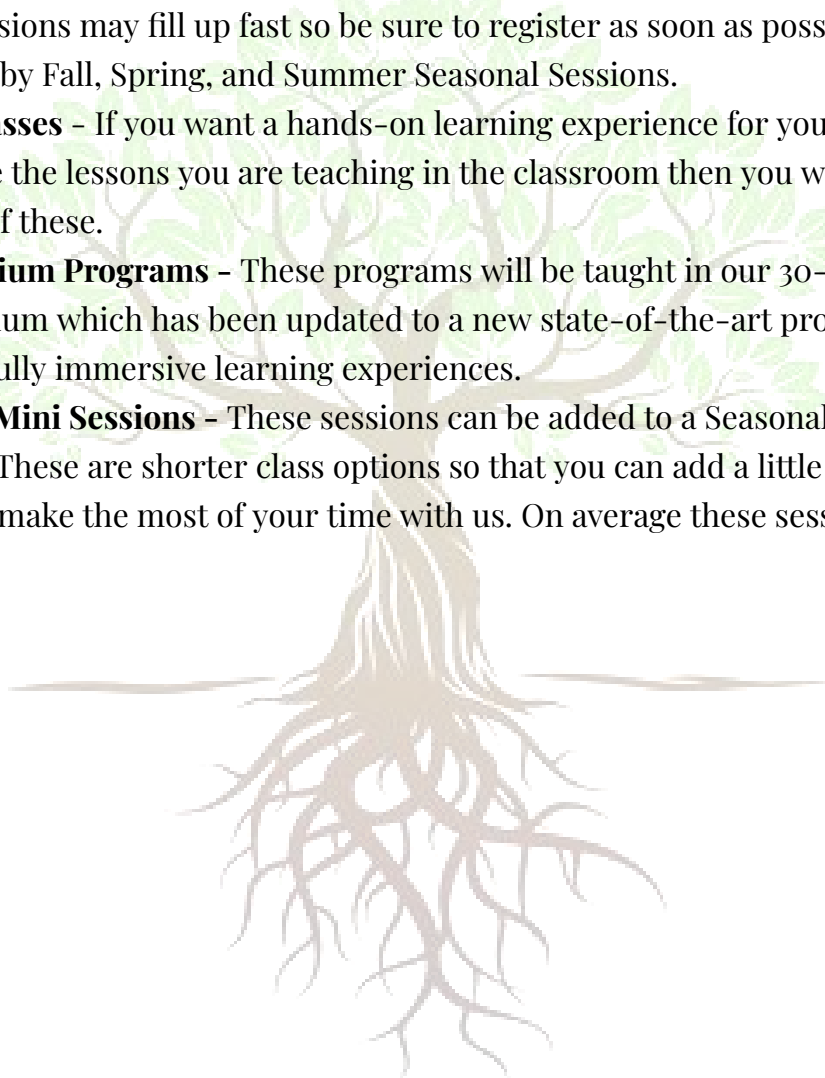 sions may fill up fast so be sure to register as soon as poss
by Fall, Spring, and Summer Seasonal Sessions.
asses - If you want a hands-on learning experience for you
e the lessons you are teaching in the classroom then you w
f these.
ium Programs - These programs will be taught in our 30-
um which has been updated to a new state-of-the-art pro
ully immersive learning experiences.
Mini Sessions - These sessions can be added to a Seasonal
These are shorter class options so that you can add a little
make the most of your time with us. On average these sess